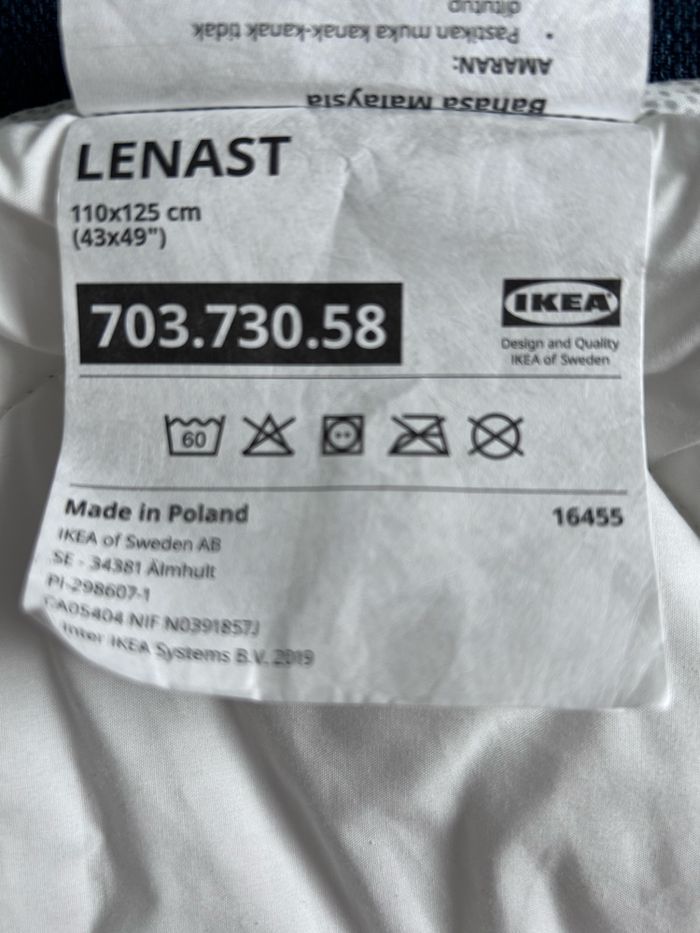 ditutup
• Pastikan muka kanak-kanak tidak
AMARAN:
Bahasa Malaysia
LENAST
110x125 cm
(43x49")
703.730.58
IKEA
Design and Quality
IKEA of Sweden
60
Made in Poland
16455
IKEA of Sweden AB
SE - 34381 Älmhult
PI-298607-1
CA05404 NIF N0391857J
Inter IKEA Systems B.V. 2019